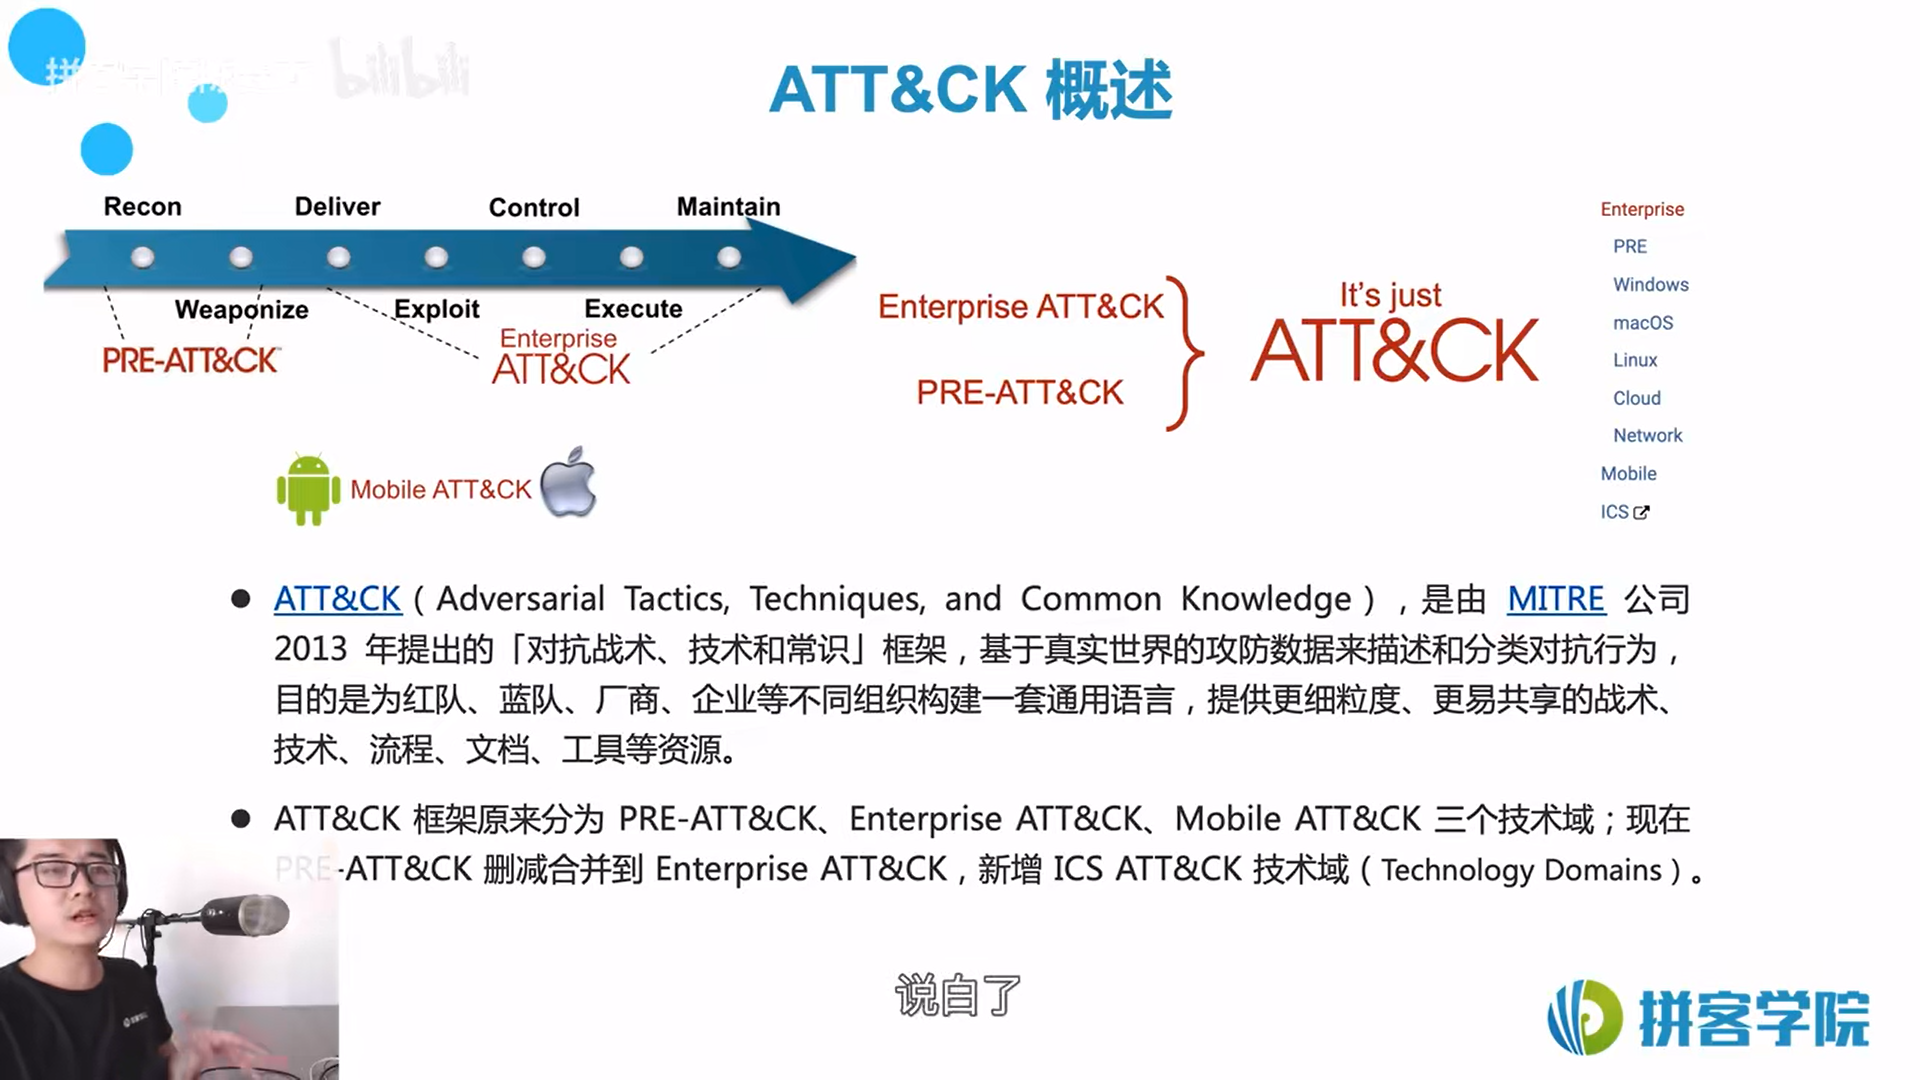 bilibili
ATT&CK 概述
Recon
Deliver
Control
Maintain
Weaponize
Exploit
Execute
PRE-ATT&CK
Enterprise
ATT&CK
Mobile ATT&CK
Enterprise ATT&CK
PRE-ATT&CK
It's just
ATT&CK
Enterprise
PRE
Windows
macOS
Linux
Cloud
Network
Mobile
ICS
ATT&CK（Adversarial Tactics, Techniques, and Common Knowledge），是由 MITRE 公司
2013 年提出的「对抗战术、技术和常识」框架，基于真实世界的攻防数据来描述和分类对抗行为，
目的是为红队、蓝队、厂商、企业等不同组织构建一套通用语言，提供更细粒度、更易共享的战术、
技术、流程、文档、工具等资源。
ATT&CK 框架原来分为 PRE-ATT&CK、Enterprise ATT&CK、Mobile ATT&CK 三个技术域；现在
PRE-ATT&CK 删减合并到 Enterprise ATT&CK，新增 ICS ATT&CK 技术域（Technology Domains）。
说白了
拼客学院